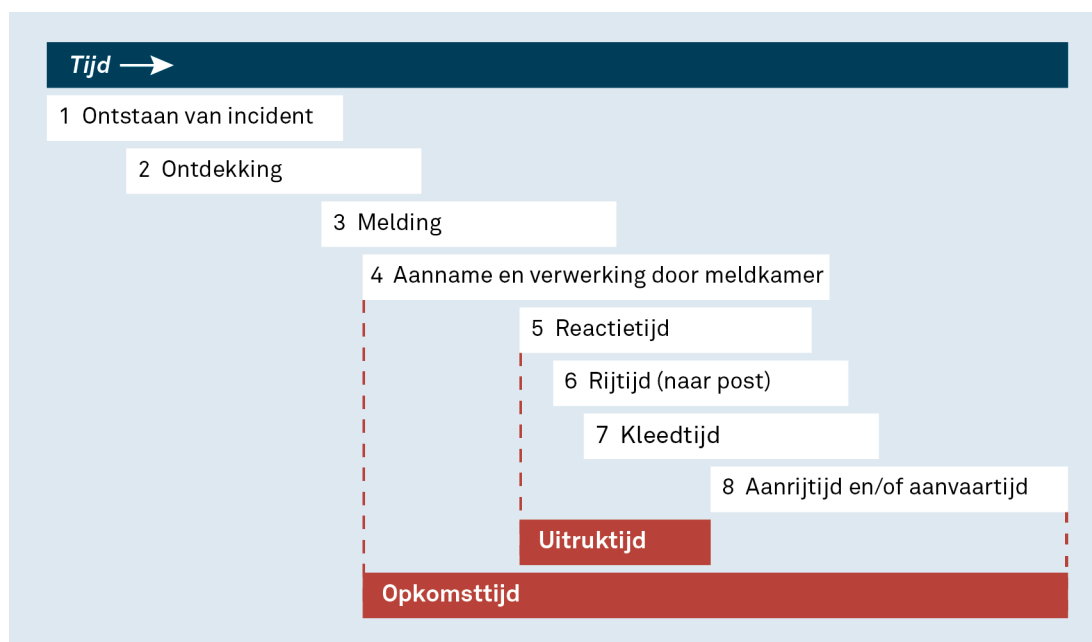 Tijd
1 Ontstaan van incident
2 Ontdekking
3 Melding
4 Aanname en verwerking door meldkamer
5 Reactietijd
6 Rijtijd (naar post)
7 Kleedtijd
8 Aanrijtijd en/of aanvaartijd
Uitruktijd
Opkomsttijd